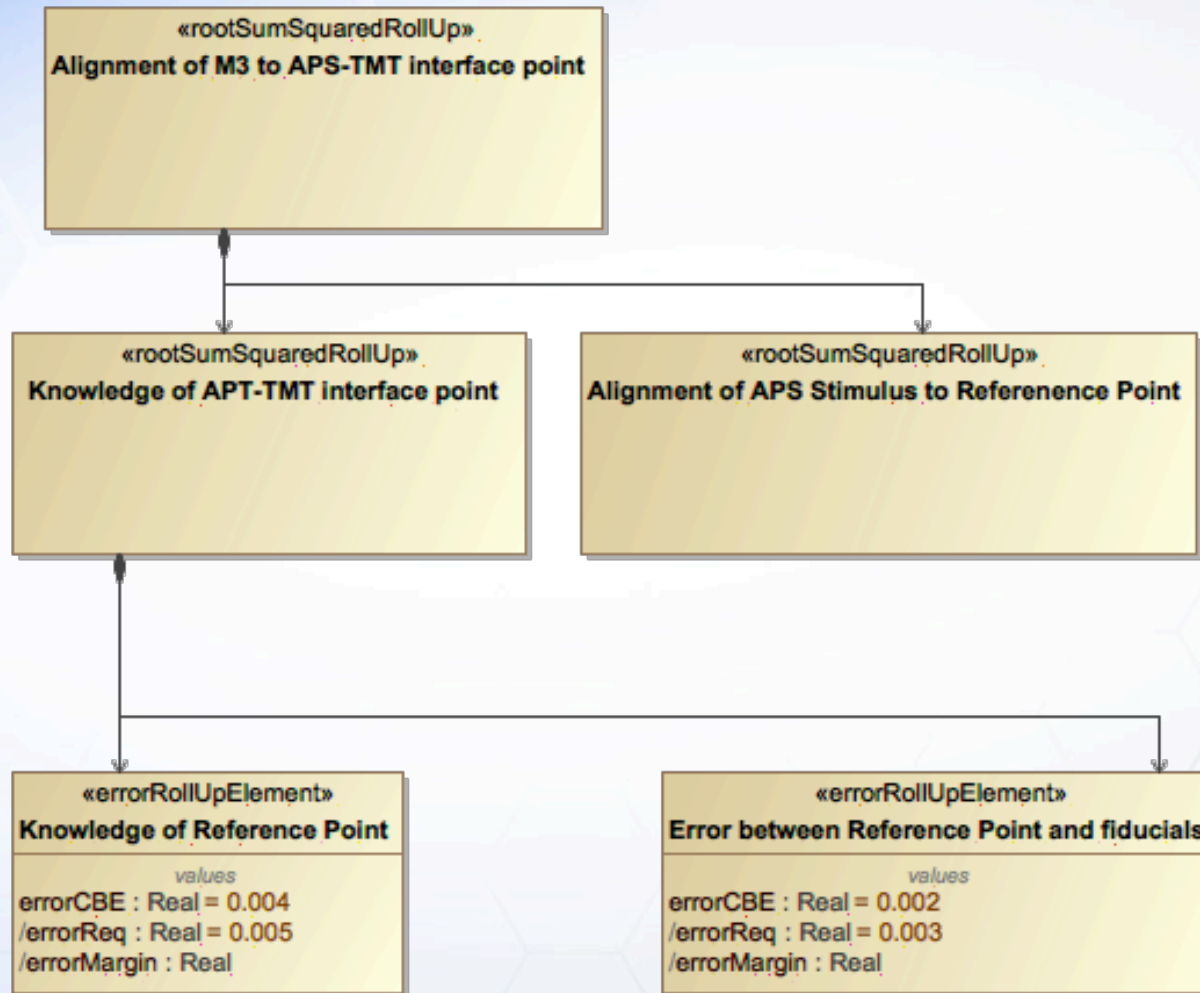 «rootSumSquaredRollUp»
Alignment of M3 to APS-TMT interface point
«rootSumSquaredRollUp»
Knowledge of APT-TMT interface point
«rootSumSquaredRollUp»
Alignment of APS Stimulus to Referenence Point
«errorRollUpElement»
Knowledge of Reference Point
values
errorCBE : Real = 0.004
/errorReq : Real = 0.005
/errorMargin : Real
«errorRollUpElement»
Error between Reference Point and fiducials
values
errorCBE : Real = 0.002
/errorReq : Real = 0.003
/errorMargin : Real